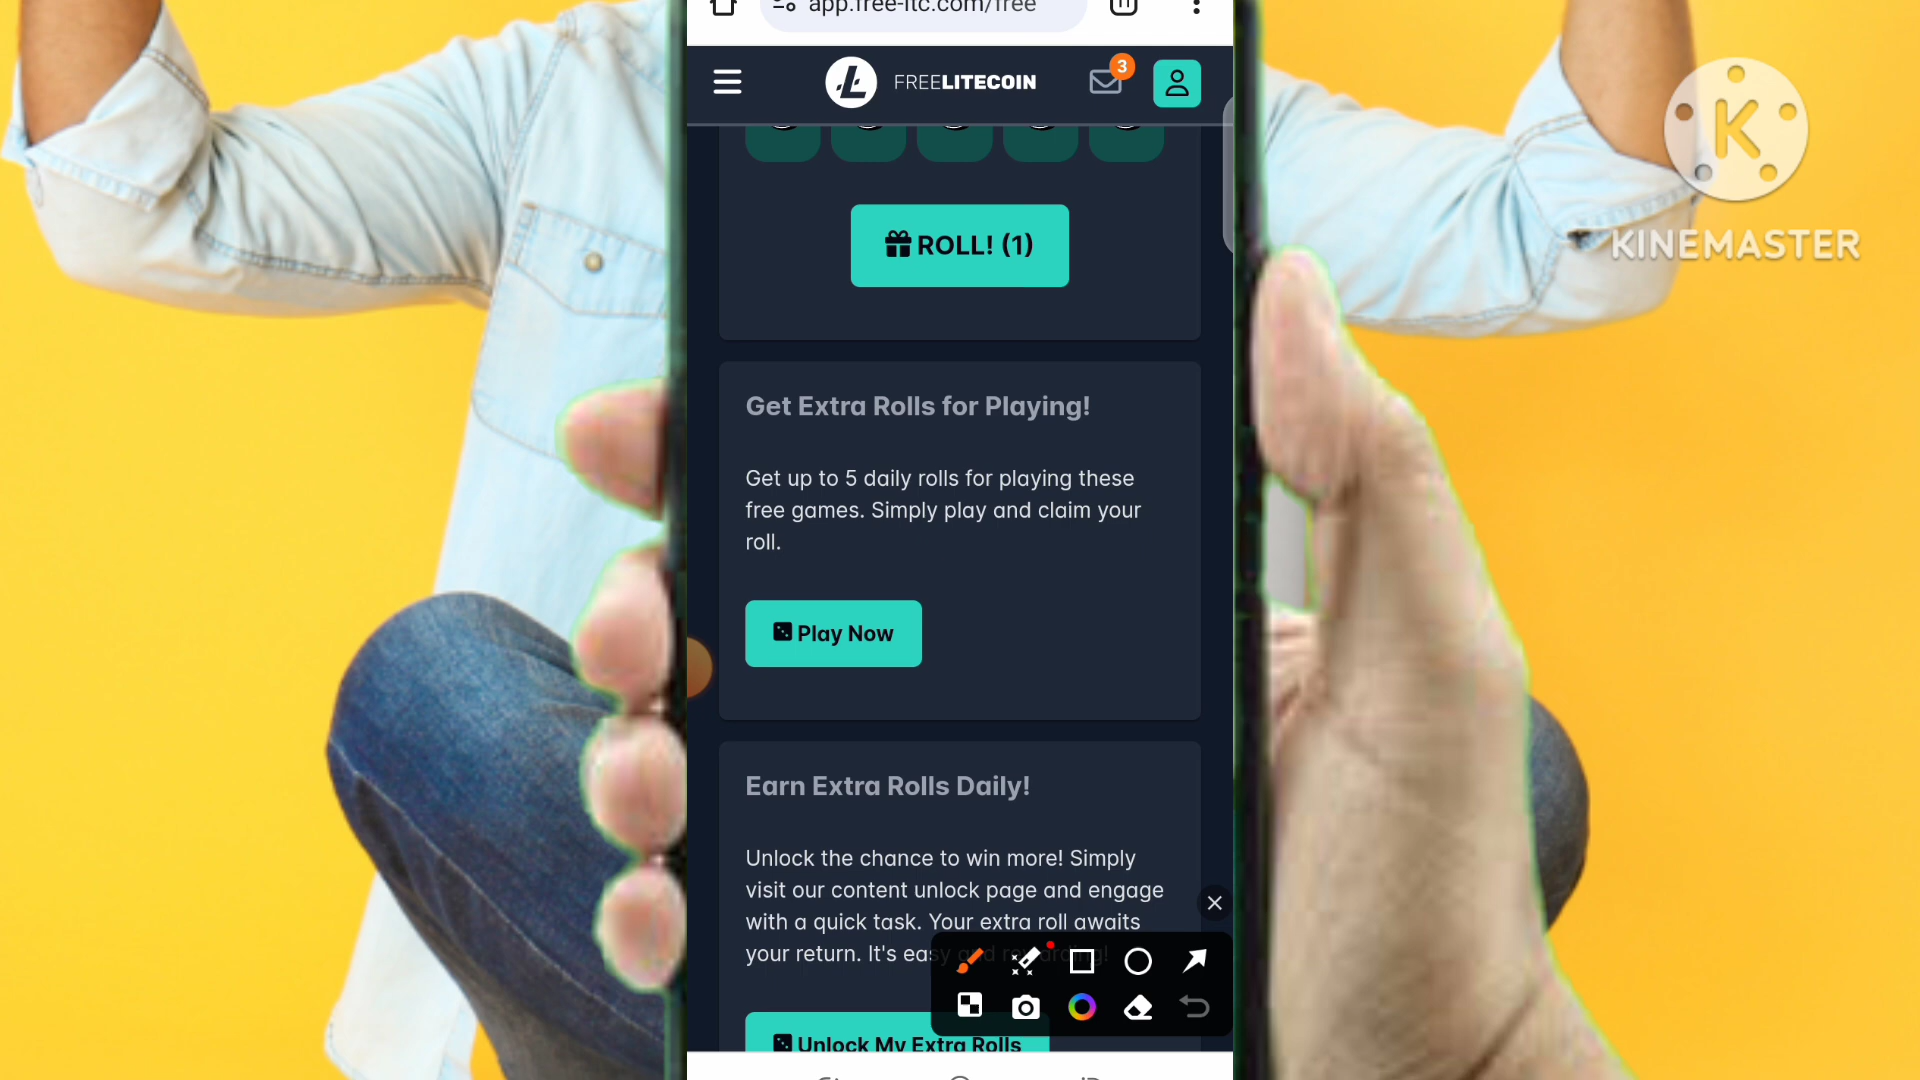 app.free-ltc.com/free
FREELITECOIN
3
ROLL! (1)
Get Extra Rolls for Playing!
Get up to 5 daily rolls for playing these
free games. Simply play and claim your
roll.
Play Now
Earn Extra Rolls Daily!
Unlock the chance to win more! Simply
visit our content unlock page and engage
with a quick task. Your extra roll awaits
your return. It's easy and rewarding!
Unlock My Extra Rolls
K
KINEMASTER